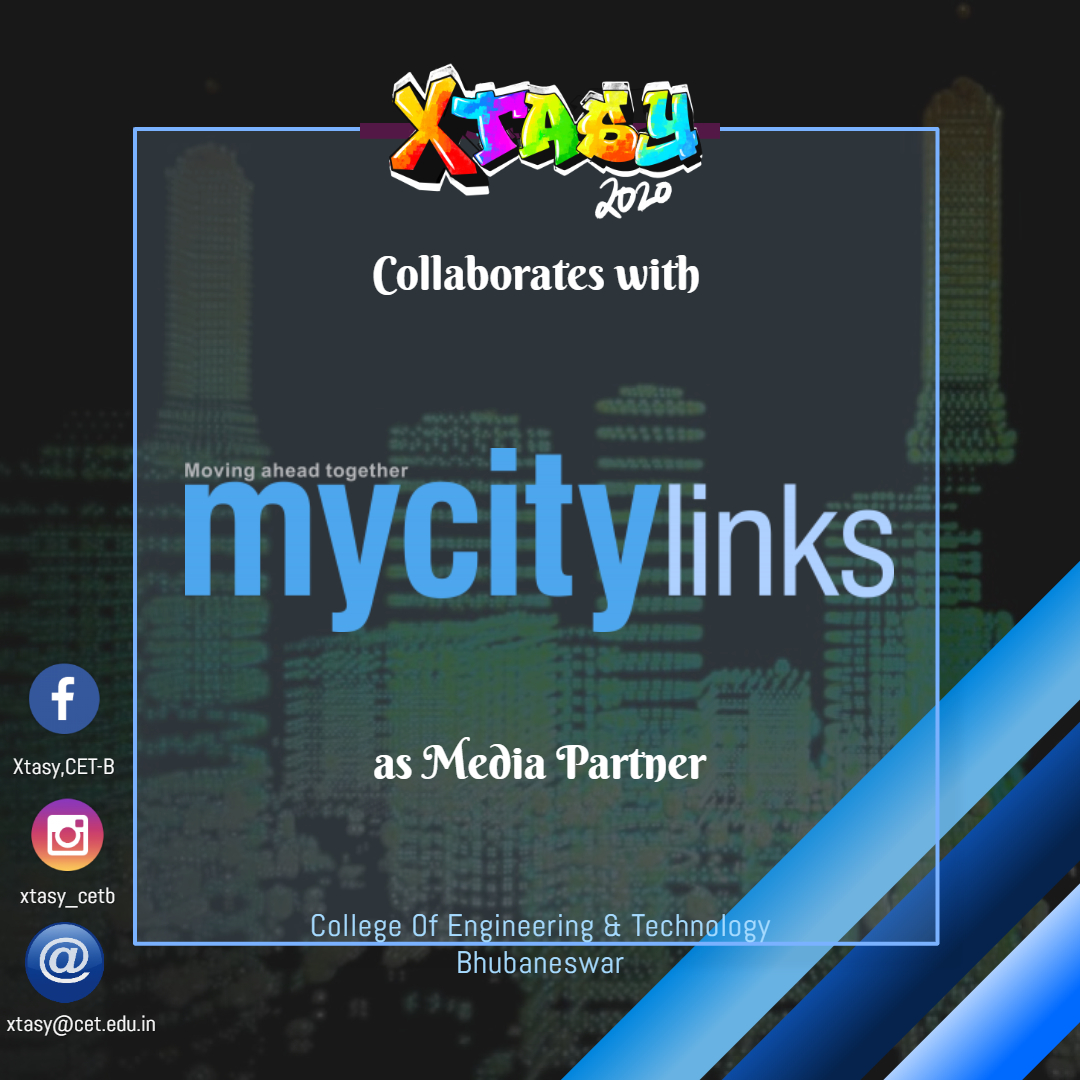 XTASY
2020
Collaborates with
Moving ahead together
mycitylinks
as Media Partner
Xtasy,CET-B
xtasy_cetb
xtasy@cet.edu.in
College Of Engineering & Technology
Bhubaneswar